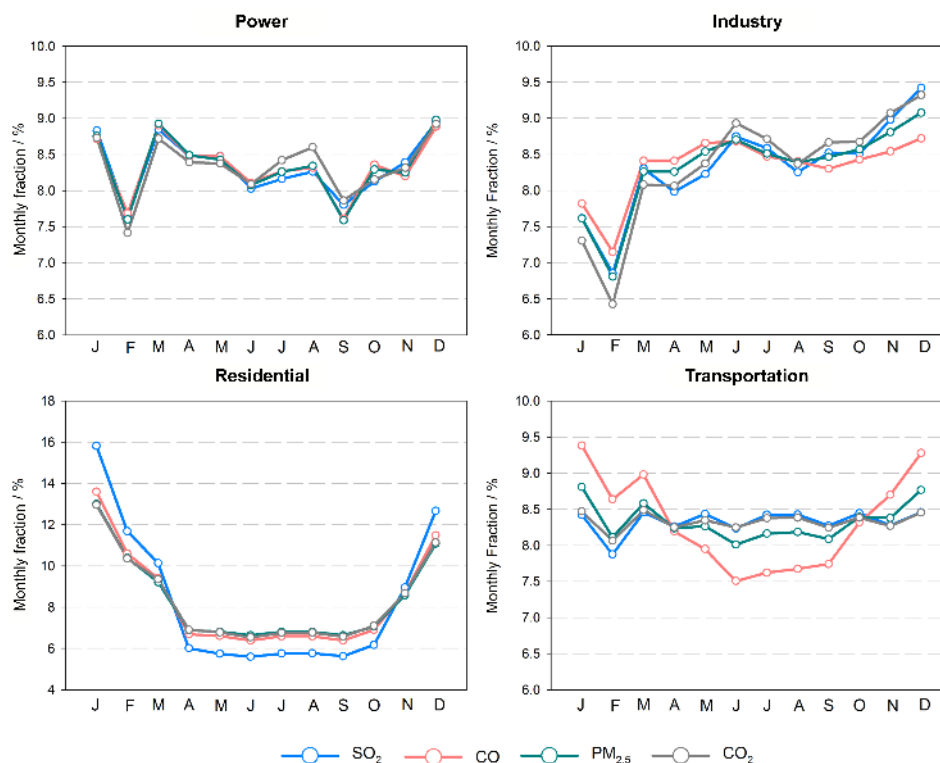 Power
Monthly fraction / %
10.0
9.5
9.0
8.5
8.0
7.5
7.0
6.5
6.0
J F M A M J J A S O N D
Industry
Monthly Fraction / %
10.0
9.5
9.0
8.5
8.0
7.5
7.0
6.5
6.0
J F M A M J J A S O N D
Residential
Monthly fraction / %
18
16
14
12
10
8
6
4
J F M A M J J A S O N D
Transportation
Monthly Fraction / %
10.0
9.5
9.0
8.5
8.0
7.5
7.0
6.5
6.0
J F M A M J J A S O N D
SO₂ CO PM₂.₅ CO₂